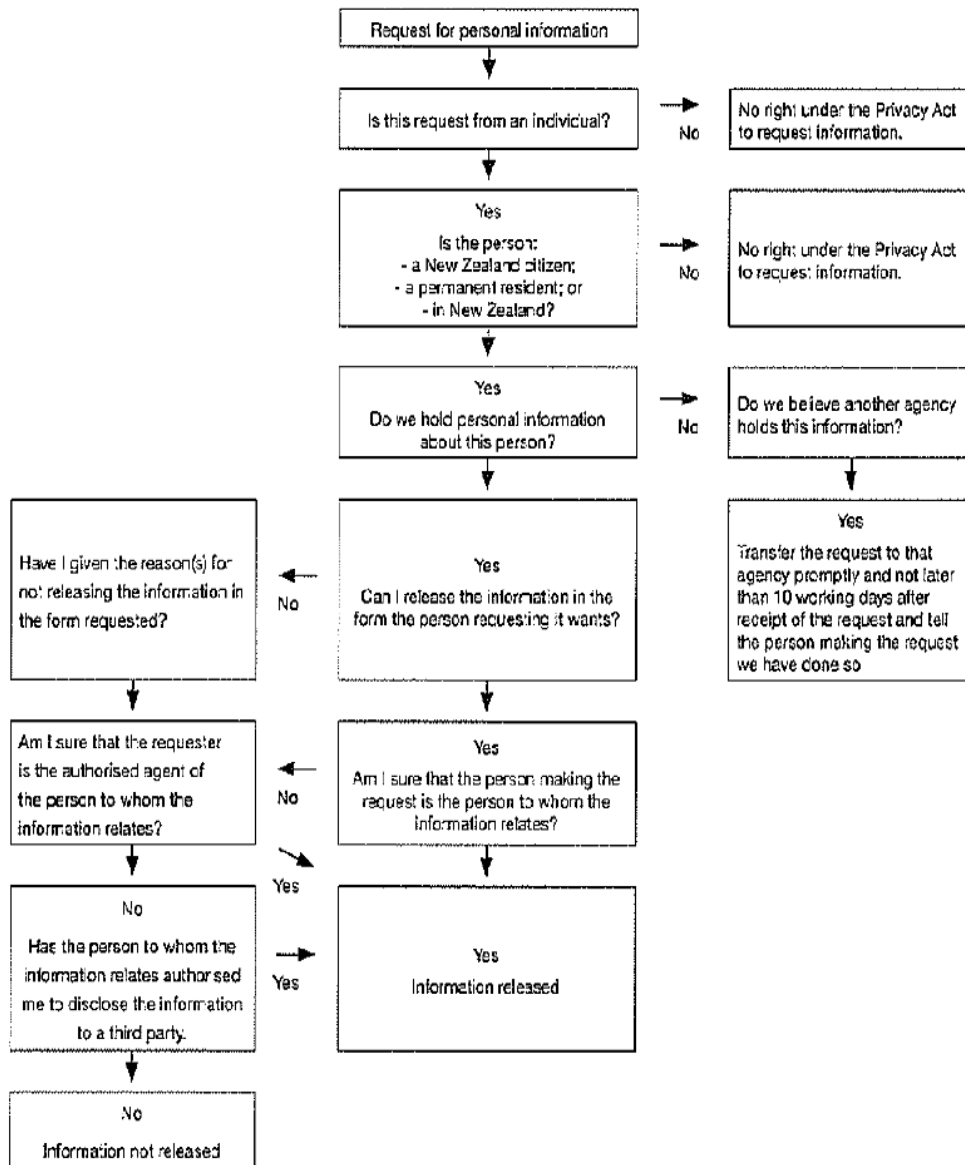 Request for personal information
Is this request from an individual?
No
No right under the Privacy Act
to request information.
Yes
Is the person:
- a New Zealand citizen;
- a permanent resident; or
- in New Zealand?
No
No right under the Privacy Act
to request information.
Yes
Do we hold personal information
about this person?
No
Do we believe another agency
holds this information?
Have I given the reason(s) for
not releasing the information in
the form requested?
No
Yes
Can I release the information in the
form the person requesting it wants?
Yes
Transfer the request to that
agency promptly and not later
than 10 working days after
receipt of the request and tell
the person making the request
we have done so
Am I sure that the requester
is the authorised agent of
the person to whom the
information relates?
No
Yes
Am I sure that the person making the
request is the person to whom the
information relates?
Yes
No
Has the person to whom the
information relates authorised
me to disclose the information
to a third party.
Yes
Yes
Information released
No
Information not released